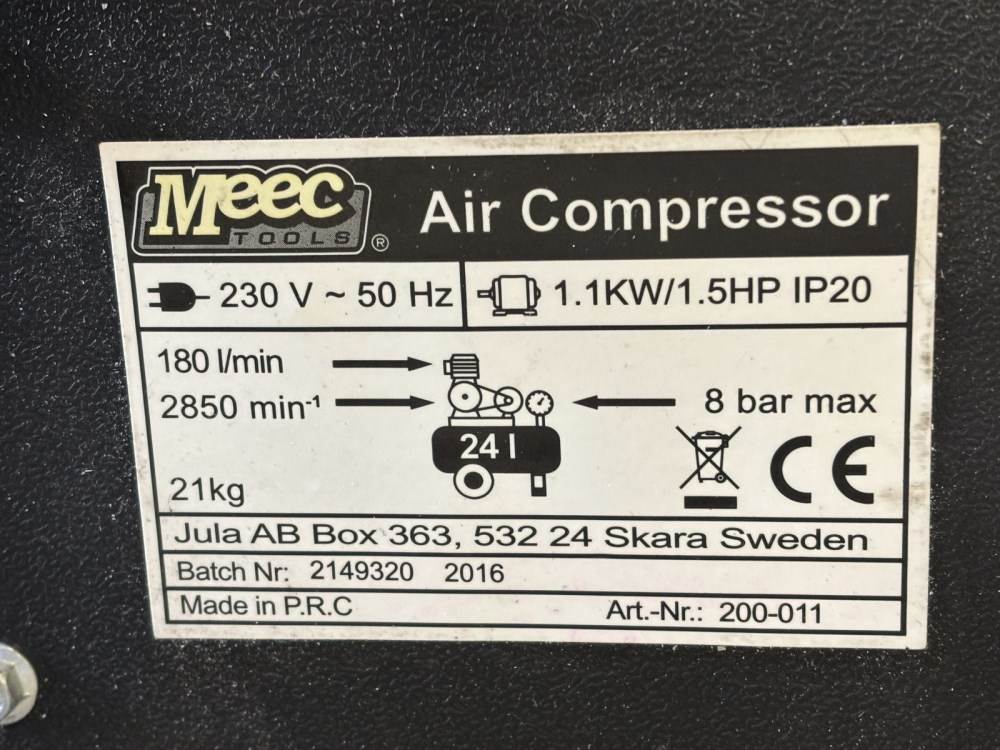 Meec
TOOLS ®
Air Compressor
230 V ~ 50 Hz
1.1KW/1.5HP IP20
180 l/min
2850 min⁻¹
8 bar max
24 l
21kg
CE
Jula AB Box 363, 532 24 Skara Sweden
Batch Nr: 2149320 2016
Made in P.R.C
Art.-Nr.: 200-011